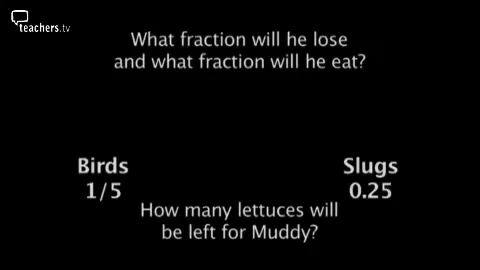 teachers.tv
What fraction will he lose
and what fraction will he eat?
Birds
1/5
Slugs
0.25
How many lettuces will
be left for Muddy?